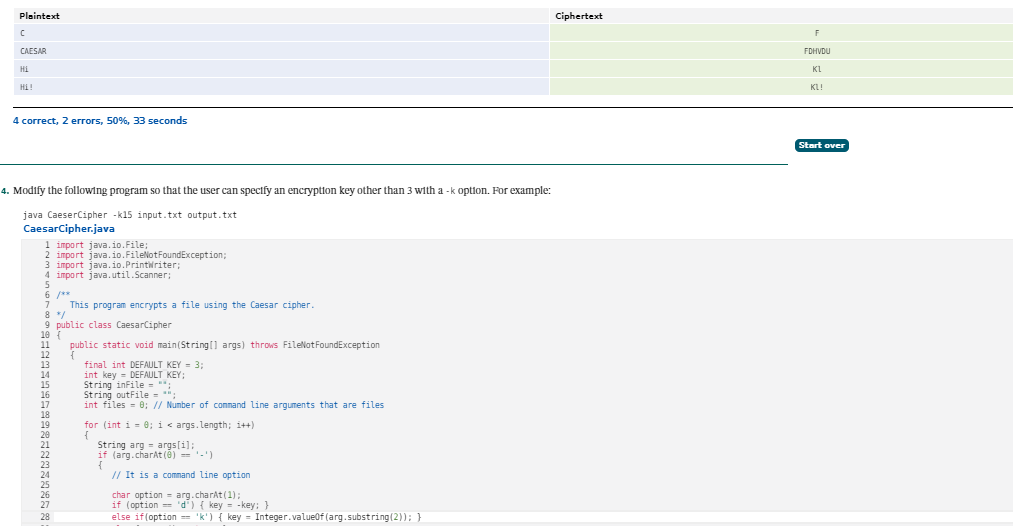 Plaintext Ciphertext
C F
CAESAR FDHVDU
Hi Kl
Hi! Kl!
4 correct, 2 errors, 50%, 33 seconds
Start over
4. Modify the following program so that the user can specify an encryption key other than 3 with a -k option. For example:
java CaeserCipher -k15 input.txt output.txt
CaesarCipher.java
1 import java.io.File;
2 import java.io.FileNotFoundException;
3 import java.io.PrintWriter;
4 import java.util.Scanner;
5
6 /**
7 This program encrypts a file using the Caesar cipher.
8 */
9 public class CaesarCipher
10 {
11 public static void main(String[] args) throws FileNotFoundException
12 {
13 final int DEFAULT_KEY = 3;
14 int key = DEFAULT_KEY;
15 String inFile = "";
16 String outFile = "";
17 int files = 0; // Number of command line arguments that are files
18
19 for (int i = 0; i < args.length; i++)
20 {
21 String arg = args[i];
22 if (arg.charAt(0) == '-')
23 {
24 // It is a command line option
25
26 char option = arg.charAt(1);
27 if (option == 'd') { key = -key; }
28 else if(option == 'k') { key = Integer.valueOf(arg.substring(2)); }